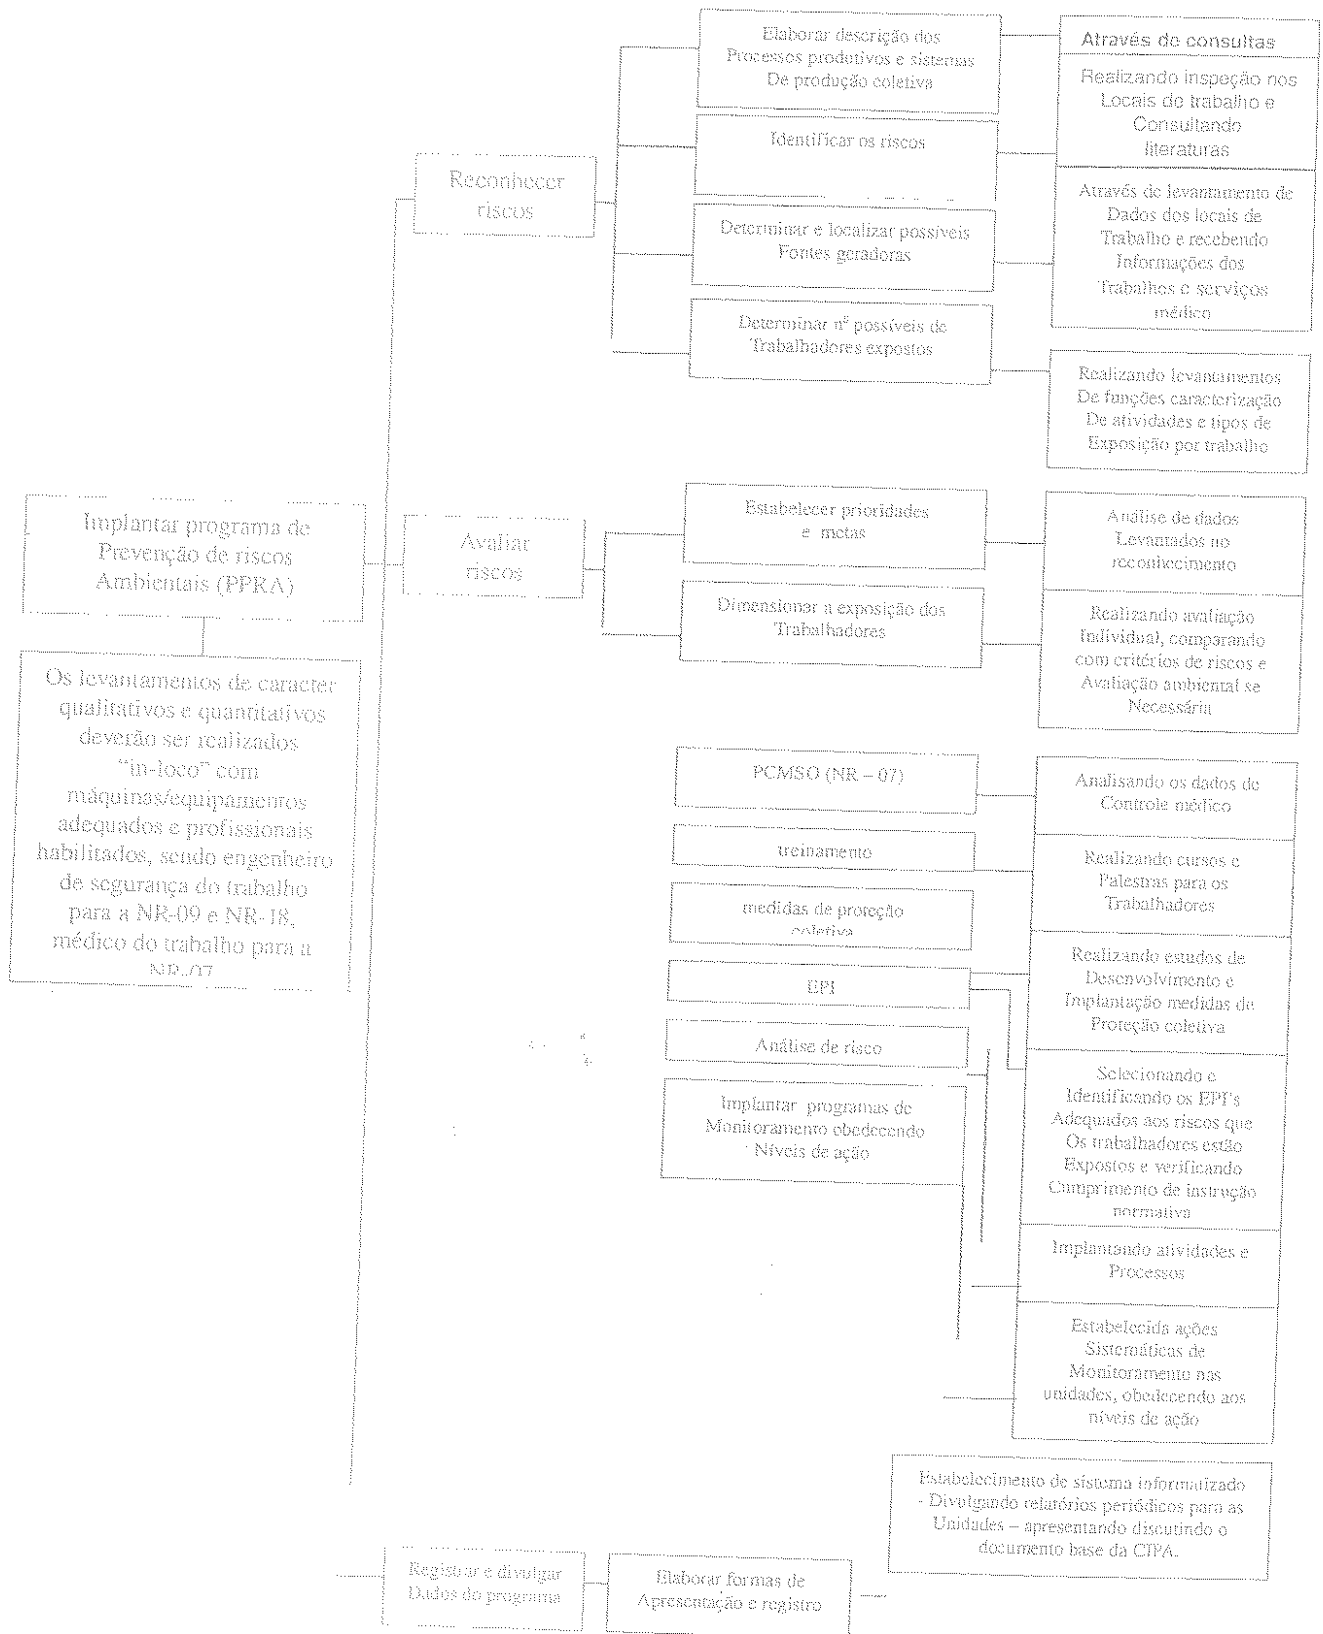 Elaborar descrição dos
Processos produtivos e sistemas
De produção coletiva
Através de consultas
Realizando inspeção nos
Locais do trabalho e
Consultando
literaturas
Identificar os riscos
Reconhecer
riscos
Através de levantamento de
Dados dos locais de
Trabalho e recebendo
Informações dos
Trabalhos e serviços
médico
Determinar e localizar possíveis
Fontes geradoras
Determinar nº possíveis de
Trabalhadores expostos
Realizando levantamentos
De funções caracterização
De atividades e tipos de
Exposição por trabalho
Implantar programa de
Prevenção de riscos
Ambientais (PPRA)
Avaliar
riscos
Estabelecer prioridades
e metas
Análise de dados
Levantados no
reconhecimento
Dimensionar a exposição dos
Trabalhadores
Realizando avaliação
Individual, comparando
com critérios de riscos e
Avaliação ambiental se
Necessária
Os levantamentos de caracter
qualitativos e quantitativos
deverão ser realizados
“in-loco” com
máquinas/equipamentos
adequados e profissionais
habilitados, sendo engenheiro
de segurança do trabalho
para a NR-09 e NR-18,
médico do trabalho para a
NR-07
PCMSO (NR – 07)
Analisando os dados de
Controle médico
treinamento
Realizando cursos e
Palestras para os
Trabalhadores
medidas de proteção
coletiva
Realizando estudos de
Desenvolvimento e
Implantação medidas de
Proteção coletiva
EPI
Análise de risco
Selecionando e
Identificando os EPI's
Adequados aos riscos que
Os trabalhadores estão
Expostos e verificando
Cumprimento de instrução
normativa
Implantar programas de
Monitoramento obedecendo
Níveis de ação
Implantando atividades e
Processos
Estabelecida ações
Sistemáticas de
Monitoramento nas
unidades, obedecendo aos
níveis de ação
Estabelecimento de sistema informatizado
- Divulgando relatórios periódicos para as
Unidades – apresentando discutindo o
documento base da CIPA.
Registrar e divulgar
Dados do programa
Elaborar formas de
Apresentação e registro